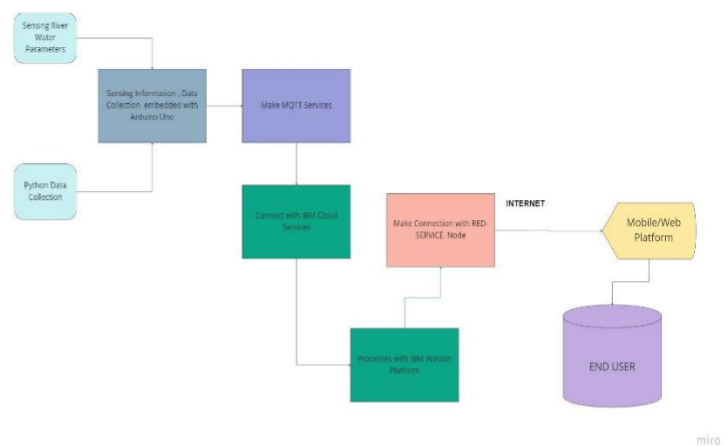 Sensing River
Water
Parameters
Sensing Information , Data
Collection embedded with
Arduino Uno
Make MQTT Services
Python Data
Collection
Connect with IBM Cloud
Services
Make Connection with RED-
SERVICE Node
INTERNET
Mobile/Web
Platform
Processes with IBM Watson
Platform
END USER
miro